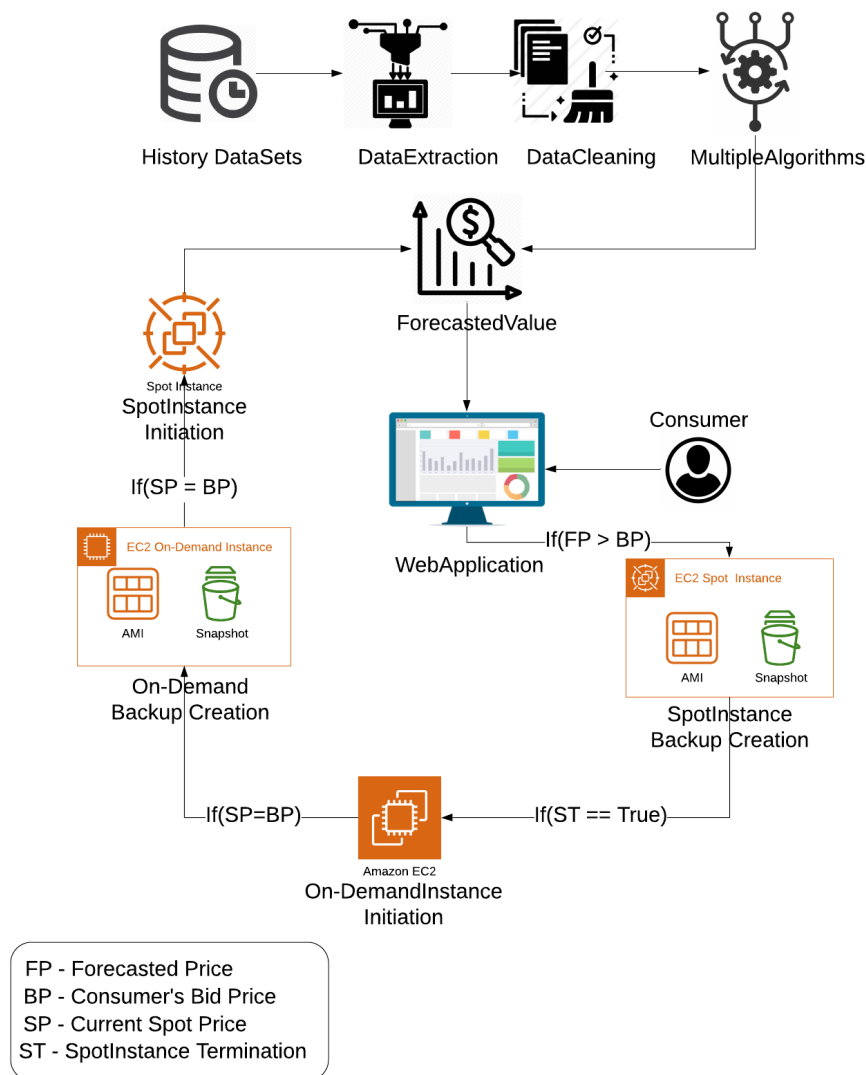 History DataSets
DataExtraction
DataCleaning
MultipleAlgorithms
$
ForecastedValue
Spot Instance
SpotInstance
Initiation
Consumer
If(SP = BP)
WebApplication
If(FP > BP)
EC2 On-Demand Instance
AMI
Snapshot
On-Demand
Backup Creation
EC2 Spot Instance
AMI
Snapshot
SpotInstance
Backup Creation
If(SP=BP)
If(ST == True)
Amazon EC2
On-DemandInstance
Initiation
FP - Forecasted Price
BP - Consumer's Bid Price
SP - Current Spot Price
ST - SpotInstance Termination